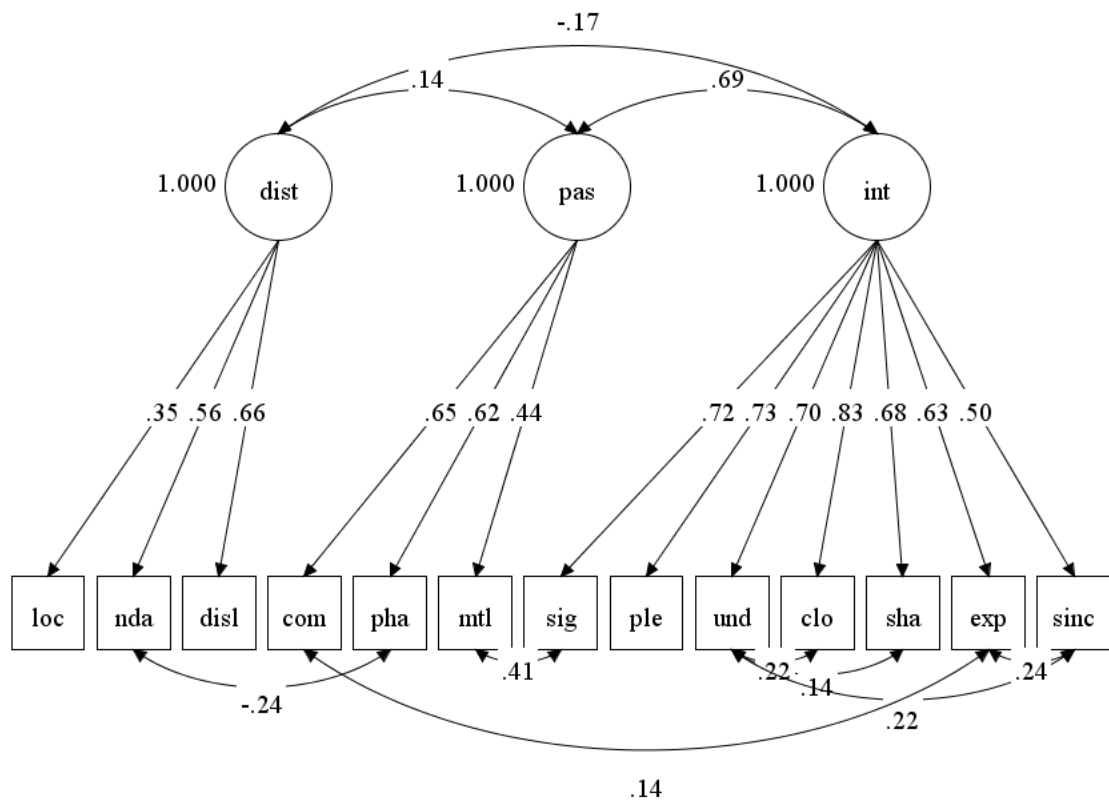 -.17
.14 .69
1.000 dist 1.000 pas 1.000 int
.35 .56 .66 .65 .62 .44 .72 .73 .70 .83 .68 .63 .50
loc nda disl com pha mtl sig ple und clo sha exp sinc
.41 .22 .24
.14
-.24
.22
.14